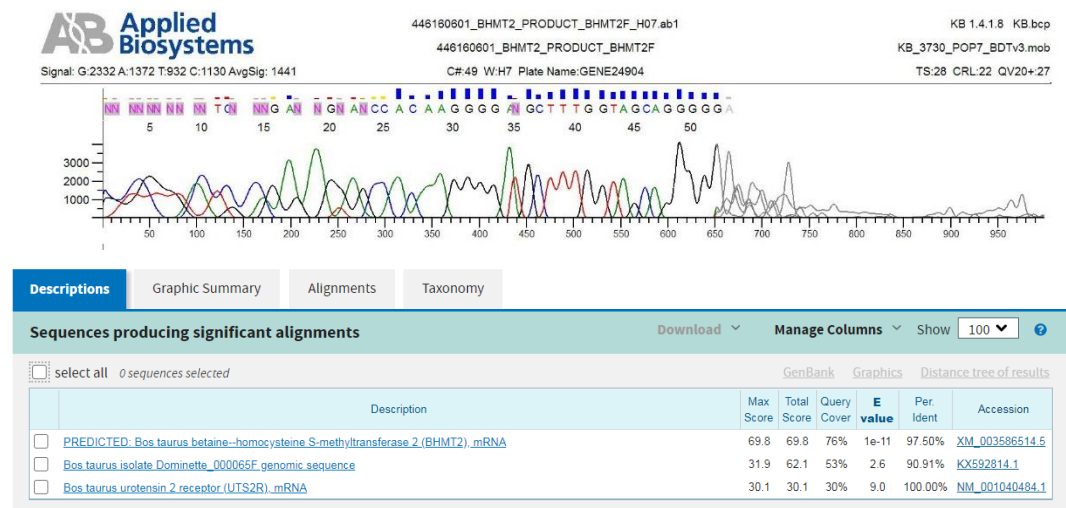 AB Applied Biosystems
446160601_BHMT2_PRODUCT_BHMT2F_H07.ab1
KB 1.4.1.8 KB.bcp
446160601_BHMT2_PRODUCT_BHMT2F
KB_3730_POP7_BDTv3.mob
Signal: G:2332 A:1372 T:932 C:1130 AvgSig: 1441
C#:49 W:H7 Plate Name:GENE24904
TS:28 CRL:22 QV20+:27
NN NN NN NN NN TCN NNG AN NGN ANCC A C A A G G G G AN GCT T T G GTAGCAG GGGG A
5 10 15 20 25 30 35 40 45 50
3000
2000
1000
50 100 150 200 250 300 350 400 450 500 550 600 650 700 750 800 850 900 950
Descriptions Graphic Summary Alignments Taxonomy
Sequences producing significant alignments Download Manage Columns Show 100 ?
select all 0 sequences selected GenBank Graphics Distance tree of results
Description Max Score Total Score Query Cover E value Per. Ident Accession
PREDICTED: Bos taurus betaine--homocysteine S-methyltransferase 2 (BHMT2), mRNA 69.8 69.8 76% 1e-11 97.50% XM_003586514.5
Bos taurus isolate Dominette_000065F genomic sequence 31.9 62.1 53% 2.6 90.91% KX592814.1
Bos taurus urotensin 2 receptor (UTS2R), mRNA 30.1 30.1 30% 9.0 100.00% NM_001040484.1